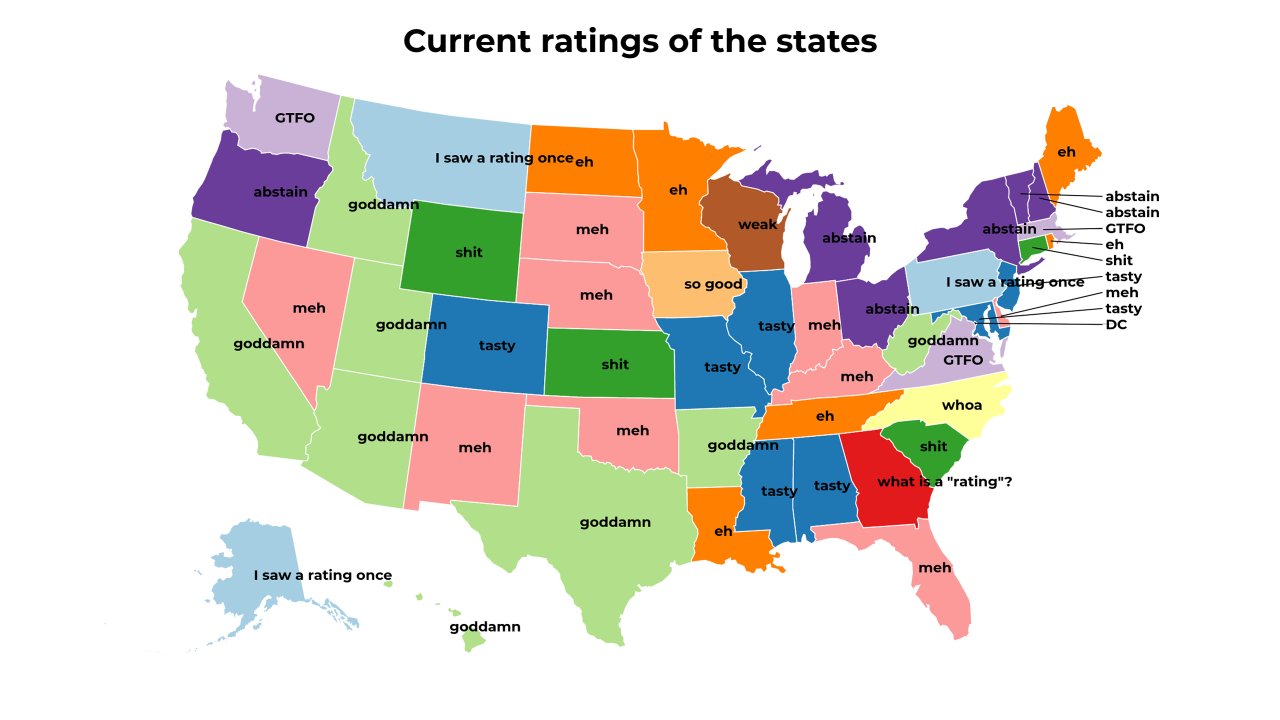 Current ratings of the states
GTFO
eh
I saw a rating once
eh
abstain
eh
abstain
goddamn
abstain
weak
GTFO
meh
abstain
abstain
eh
shit
shit
tasty
I saw a rating once
so good
meh
meh
meh
abstain
tasty
goddamn
DC
tasty
meh
goddamn
goddamn
tasty
GTFO
shit
tasty
meh
whoa
eh
meh
goddamn
goddamn
shit
meh
what is a "rating"?
tasty
tasty
goddamn
eh
meh
I saw a rating once
goddamn